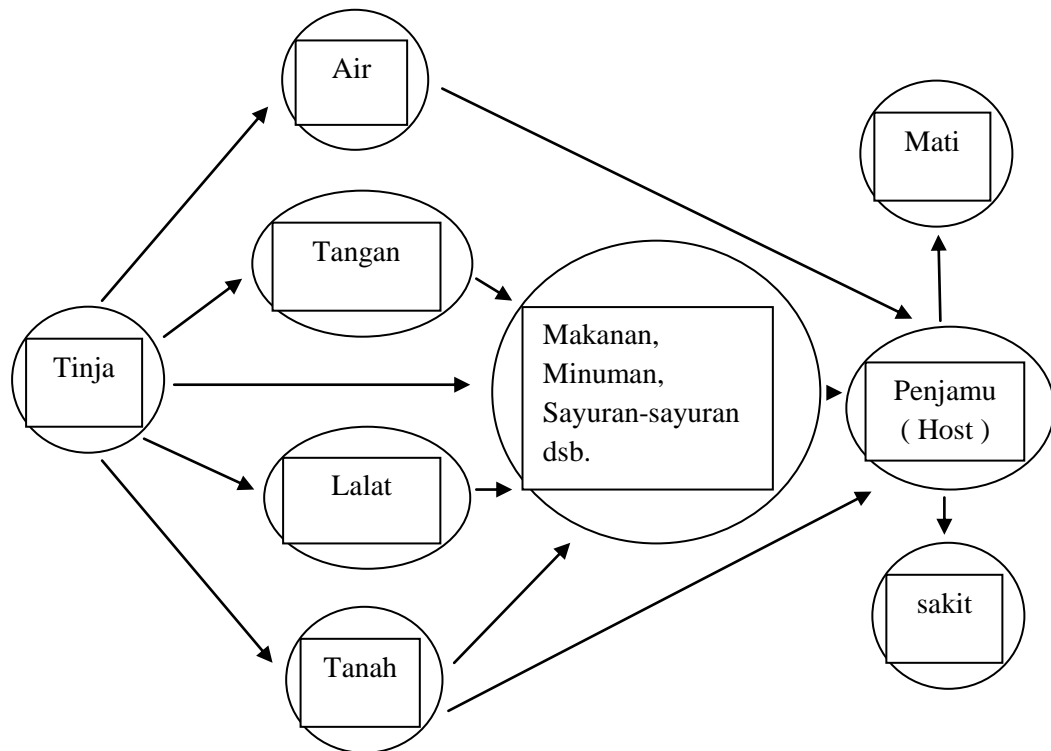 Air
Mati
Tangan
Tinja
Makanan,
Minuman,
Sayuran-sayuran
dsb.
Penjamu
( Host )
Lalat
sakit
Tanah